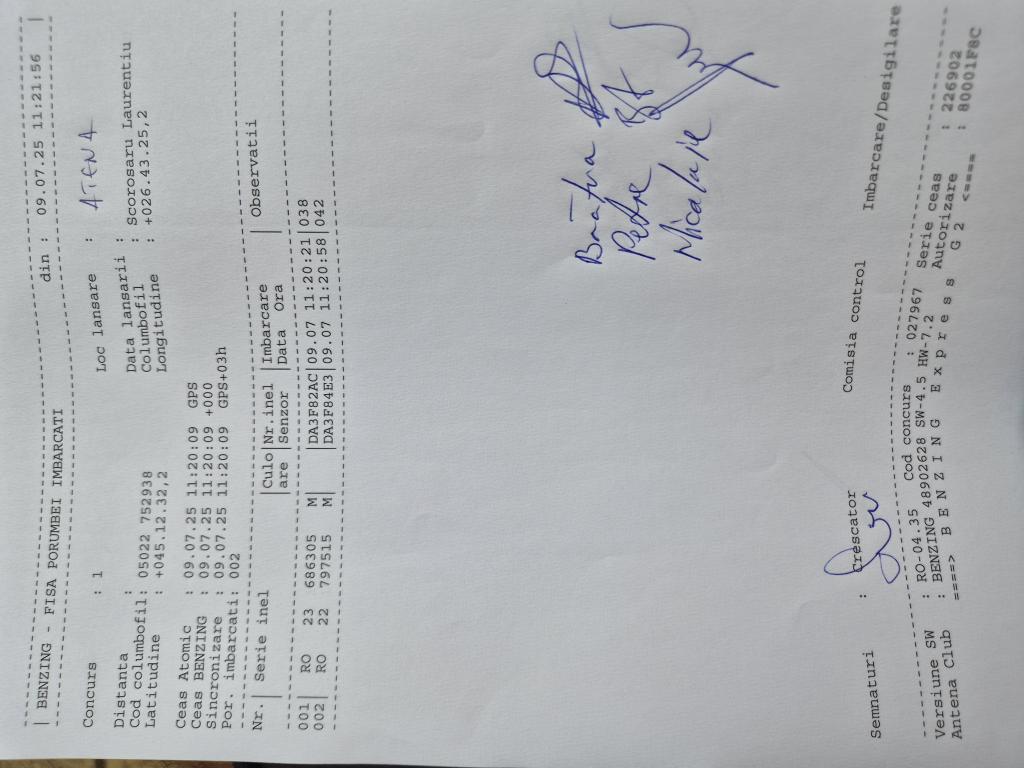 | BENZING - FISA PORUMBEI IMBARCATI din : 09.07.25 11:21:56 |
Concurs : 1 Loc lansare : ATENA
Distanta : Data lansarii :
Cod columbofil: 05022 752938 Columbofil : Scorosaru Laurentiu
Latitudine : +045.12.32,2 Longitudine : +026.43.25,2
Ceas Atomic : 09.07.25 11:20:09 GPS
Ceas BENZING : 09.07.25 11:20:09 +000
Sincronizare : 09.07.25 11:20:09 GPS+03h
Por. imbarcati: 002
Nr. | Serie inel |Culo|Nr.inel |Imbarcare | Observatii
are |Senzor |Data Ora |
001| RO 23 686305 M| |DA3F82AC|09.07 11:20:21|038
002| RO 22 797515 M| |DA3F84E3|09.07 11:20:58|042
Bănătura
Petre
Micalaie
Semnaturi : Crescator Comisia control Imbarcare/Desigilare
Versiune SW : RO-04.35 Cod concurs : 027967 Serie ceas : 226902
Antena Club : BENZING 48902628 SW-4.5 HW-7.2 Autorizare : 80001F8C
====> B E N Z I N G E x p r e s s G 2 <====